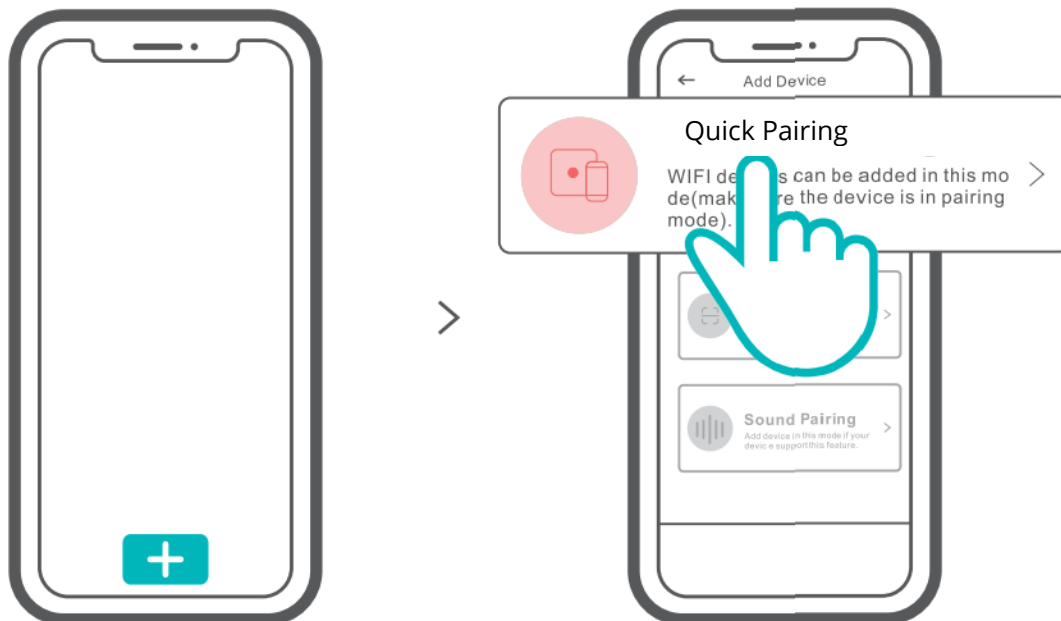 Add Device
Quick Pairing
WIFI de s can be added in this mo
de(mak re the device is in pairing
mode).
Sound Pairing
Add device in this mode if your
devic e support this feature.